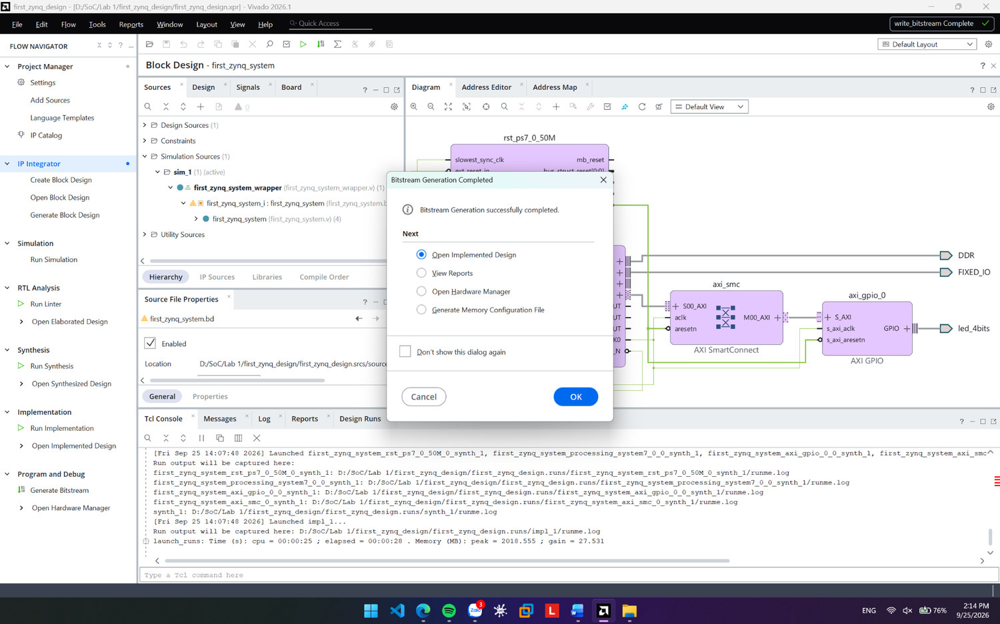 first_zynq_design - [D:/SoC/Lab 1/first_zynq_design/first_zynq_design.xpr] - Vivado 2026.1
File Edit Flow Tools Reports Window Layout View Help Quick Access
write_bitstream Complete
FLOW NAVIGATOR
Default Layout
Project Manager
Settings
Add Sources
Language Templates
IP Catalog
IP Integrator
Create Block Design
Open Block Design
Generate Block Design
Simulation
Run Simulation
RTL Analysis
Run Linter
Open Elaborated Design
Synthesis
Run Synthesis
Open Synthesized Design
Implementation
Run Implementation
Open Implemented Design
Program and Debug
Generate Bitstream
Open Hardware Manager
Block Design - first_zynq_system
Sources Design Signals Board
0
Design Sources (1)
Constraints
Simulation Sources (1)
sim_1 (1) (active)
first_zynq_system_wrapper (first_zynq_system_wrapper.v) (1)
first_zynq_system_i : first_zynq_system (first_zynq_system.b
first_zynq_system (first_zynq_system.v) (4)
Utility Sources
Hierarchy IP Sources Libraries Compile Order
Source File Properties
first_zynq_system.bd
Enabled
Location D:/SoC/Lab 1/first_zynq_design/first_zynq_design.srcs/source
General Properties
Diagram Address Editor Address Map
Default View
rst_ps7_0_50M
slowest_sync_clk mb_reset
ext_reset_in bus_struct_reset[0:0]
DDR
FIXED_IO
UT
UT
UT
K0
_N
axi_smc
S00_AXI
aclk
aresetn
M00_AXI
AXI SmartConnect
axi_gpio_0
S_AXI
s_axi_aclk
s_axi_aresetn
GPIO
AXI GPIO
led_4bits
Bitstream Generation Completed
Bitstream Generation successfully completed.
Next
Open Implemented Design
View Reports
Open Hardware Manager
Generate Memory Configuration File
Don't show this dialog again
Cancel OK
Tcl Console Messages Log Reports Design Runs
[Fri Sep 25 14:07:48 2026] Launched first_zynq_system_rst_ps7_0_50M_0_synth_1, first_zynq_system_processing_system7_0_0_synth_1, first_zynq_system_axi_gpio_0_0_synth_1, first_zynq_system_axi_smc
Run output will be captured here:
first_zynq_system_rst_ps7_0_50M_0_synth_1: D:/SoC/Lab 1/first_zynq_design/first_zynq_design.runs/first_zynq_system_rst_ps7_0_50M_0_synth_1/runme.log
first_zynq_system_processing_system7_0_0_synth_1: D:/SoC/Lab 1/first_zynq_design/first_zynq_design.runs/first_zynq_system_processing_system7_0_0_synth_1/runme.log
first_zynq_system_axi_gpio_0_0_synth_1: D:/SoC/Lab 1/first_zynq_design/first_zynq_design.runs/first_zynq_system_axi_gpio_0_0_synth_1/runme.log
first_zynq_system_axi_smc_0_synth_1: D:/SoC/Lab 1/first_zynq_design/first_zynq_design.runs/first_zynq_system_axi_smc_0_synth_1/runme.log
synth_1: D:/SoC/Lab 1/first_zynq_design/first_zynq_design.runs/synth_1/runme.log
[Fri Sep 25 14:07:48 2026] Launched impl_1...
Run output will be captured here: D:/SoC/Lab 1/first_zynq_design/first_zynq_design.runs/impl_1/runme.log
launch_runs: Time (s): cpu = 00:00:25 ; elapsed = 00:00:28 . Memory (MB): peak = 2018.555 ; gain = 27.531
Type a Tcl command here
Zalo 3
L
ENG 76% 2:14 PM
9/25/2026